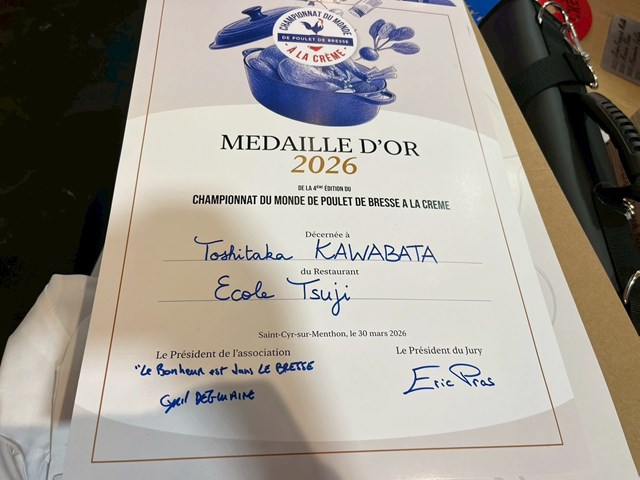 CHAMPIONNAT DU MONDE
DE POULET DE BRESSE
A LA CRÈME
MEDAILLE D'OR
2026
DE LA 4ÈME ÉDITION DU
CHAMPIONNAT DU MONDE DE POULET DE BRESSE A LA CREME
Décernée à
Toshitaka KAWABATA
du Restaurant
Ecole Tsuji
Saint-Cyr-sur-Menthon, le 30 mars 2026
Le Président de l'association
Le Président du Jury
"Le Bonheur est dans LE BRESSE
Eric Pras
Cyril